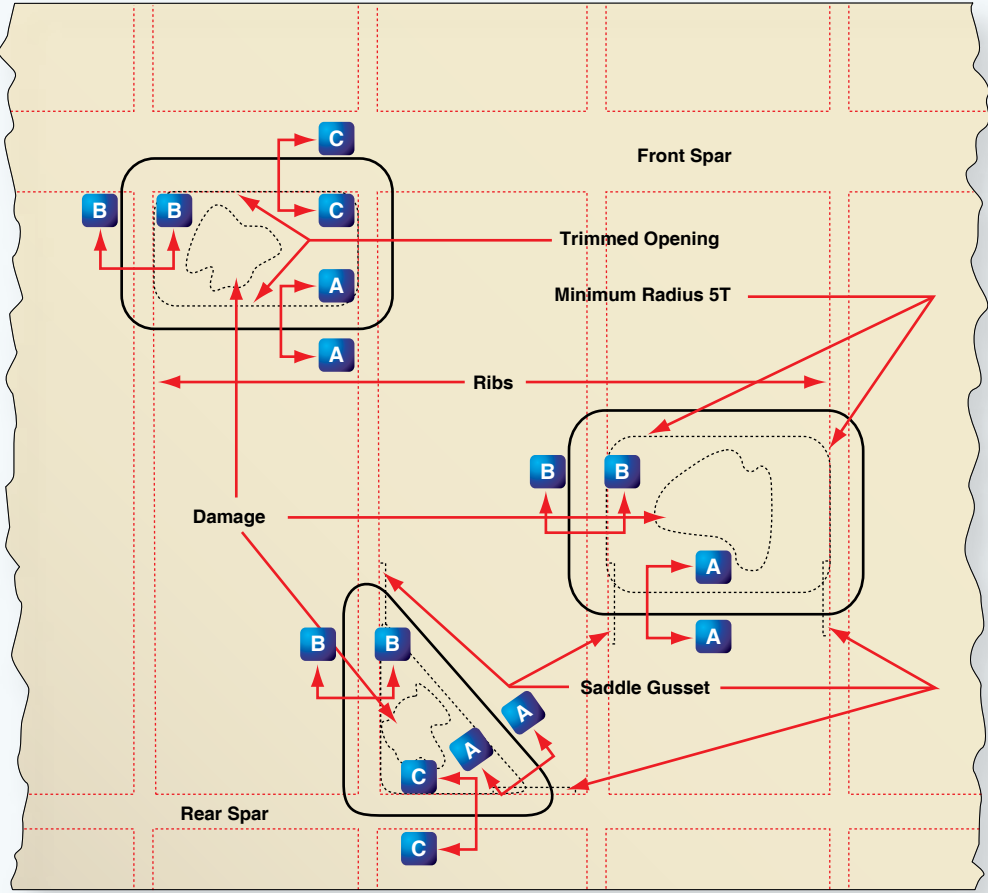 C
Front Spar
B
B
C
Trimmed Opening
A
Minimum Radius 5T
A
Ribs
B
B
Damage
A
A
B
B
Saddle Gusset
A
A
C
Rear Spar
C